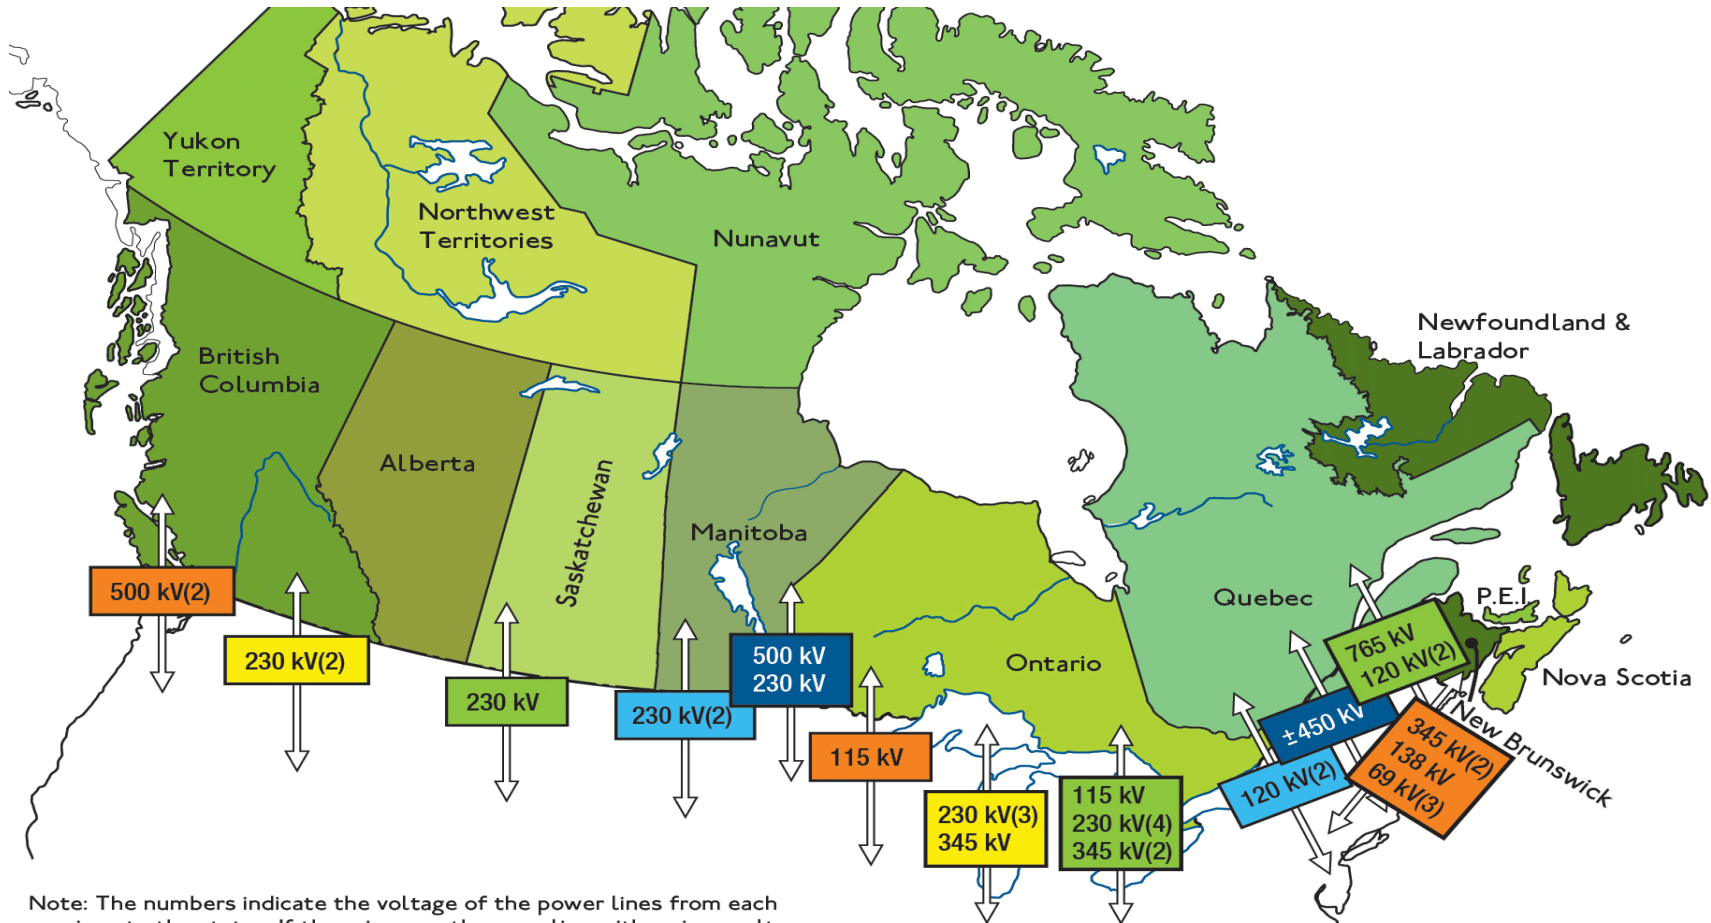 Yukon
Territory
Northwest
Territories
Nunavut
Newfoundland &
Labrador
British
Columbia
Alberta
Saskatchewan
Manitoba
Ontario
Quebec
P.E.I.
Nova Scotia
New Brunswick
500 kV(2)
230 kV(2)
230 kV
230 kV(2)
500 kV
230 kV
115 kV
230 kV(3)
345 kV
115 kV
230 kV(4)
345 kV(2)
120 kV(2)
±450 kV
765 kV
120 kV(2)
345 kV(2)
138 kV
69 kV(3)
Note: The numbers indicate the voltage of the power lines from each